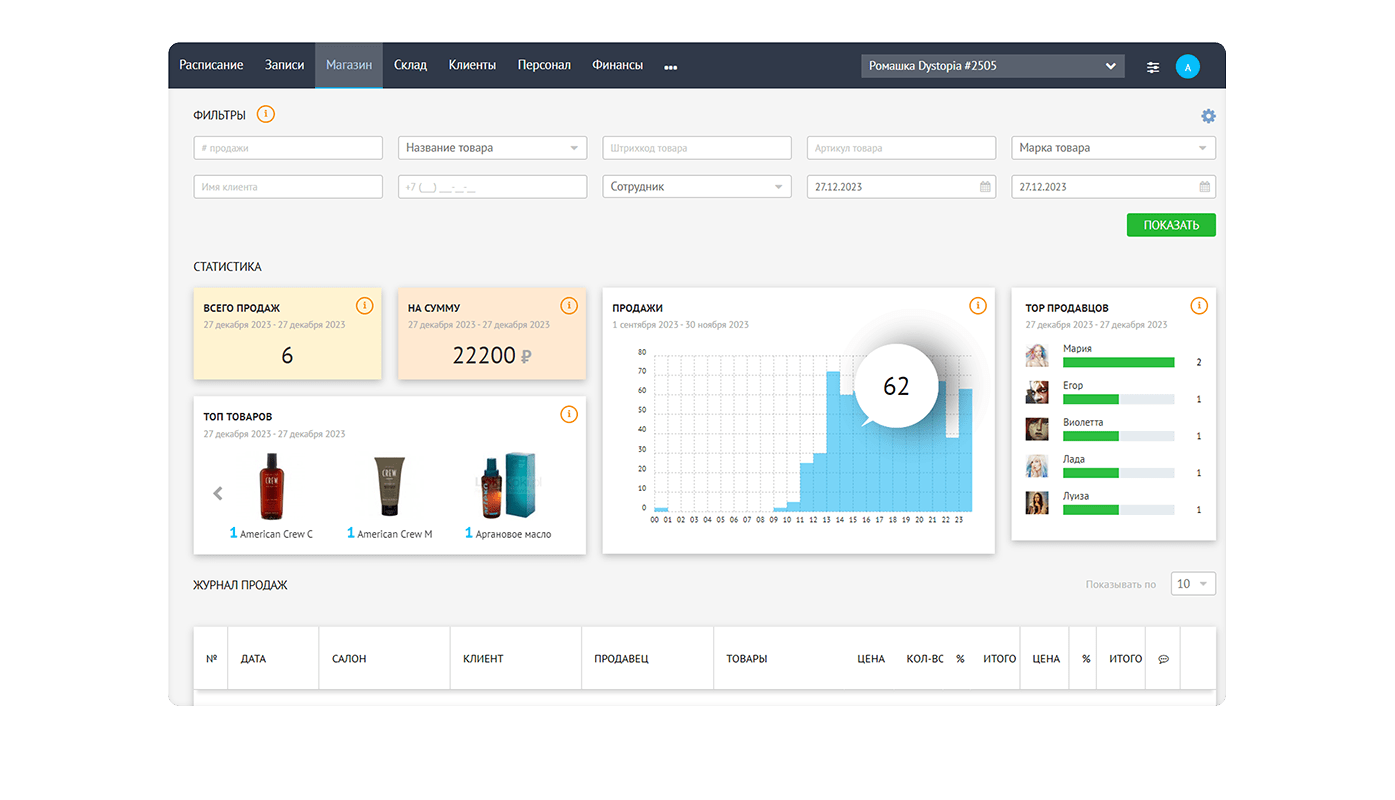 Расписание Записи Магазин Склад Клиенты Персонал Финансы ••• Ромашка Dystopia #2505 A
ФИЛЬТРЫ i
# продажи Название товара Штрихкод товара Артикул товара Марка товара
Имя клиента +7 (__) ___-__-__ Сотрудник 27.12.2023 27.12.2023
ПОКАЗАТЬ
СТАТИСТИКА
ВСЕГО ПРОДАЖ i
27 декабря 2023 - 27 декабря 2023
6
НА СУММУ i
27 декабря 2023 - 27 декабря 2023
22200 ₽
ТОП ТОВАРОВ i
27 декабря 2023 - 27 декабря 2023
CREW
CREW
1 American Crew C 1 American Crew M 1 Аргановое масло
ПРОДАЖИ i
1 сентября 2023 - 30 ноября 2023
80
70
60
50
40
30
20
10
0
62
00 01 02 03 04 05 06 07 08 09 10 11 12 13 14 15 16 17 18 19 20 21 22 23
TOP ПРОДАВЦОВ i
27 декабря 2023 - 27 декабря 2023
Мария
2
Егор
1
Виолетта
1
Лада
1
Луиза
1
ЖУРНАЛ ПРОДАЖ Показывать по 10
№ ДАТА САЛОН КЛИЕНТ ПРОДАВЕЦ ТОВАРЫ ЦЕНА КОЛ-ВС % ИТОГО ЦЕНА % ИТОГО